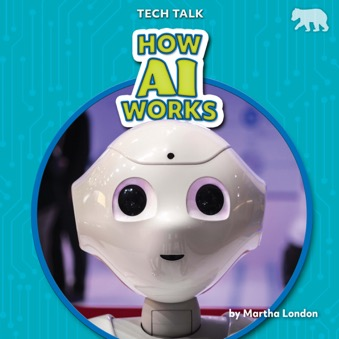 TECH TALK
HOW
AI
WORKS
by Martha London